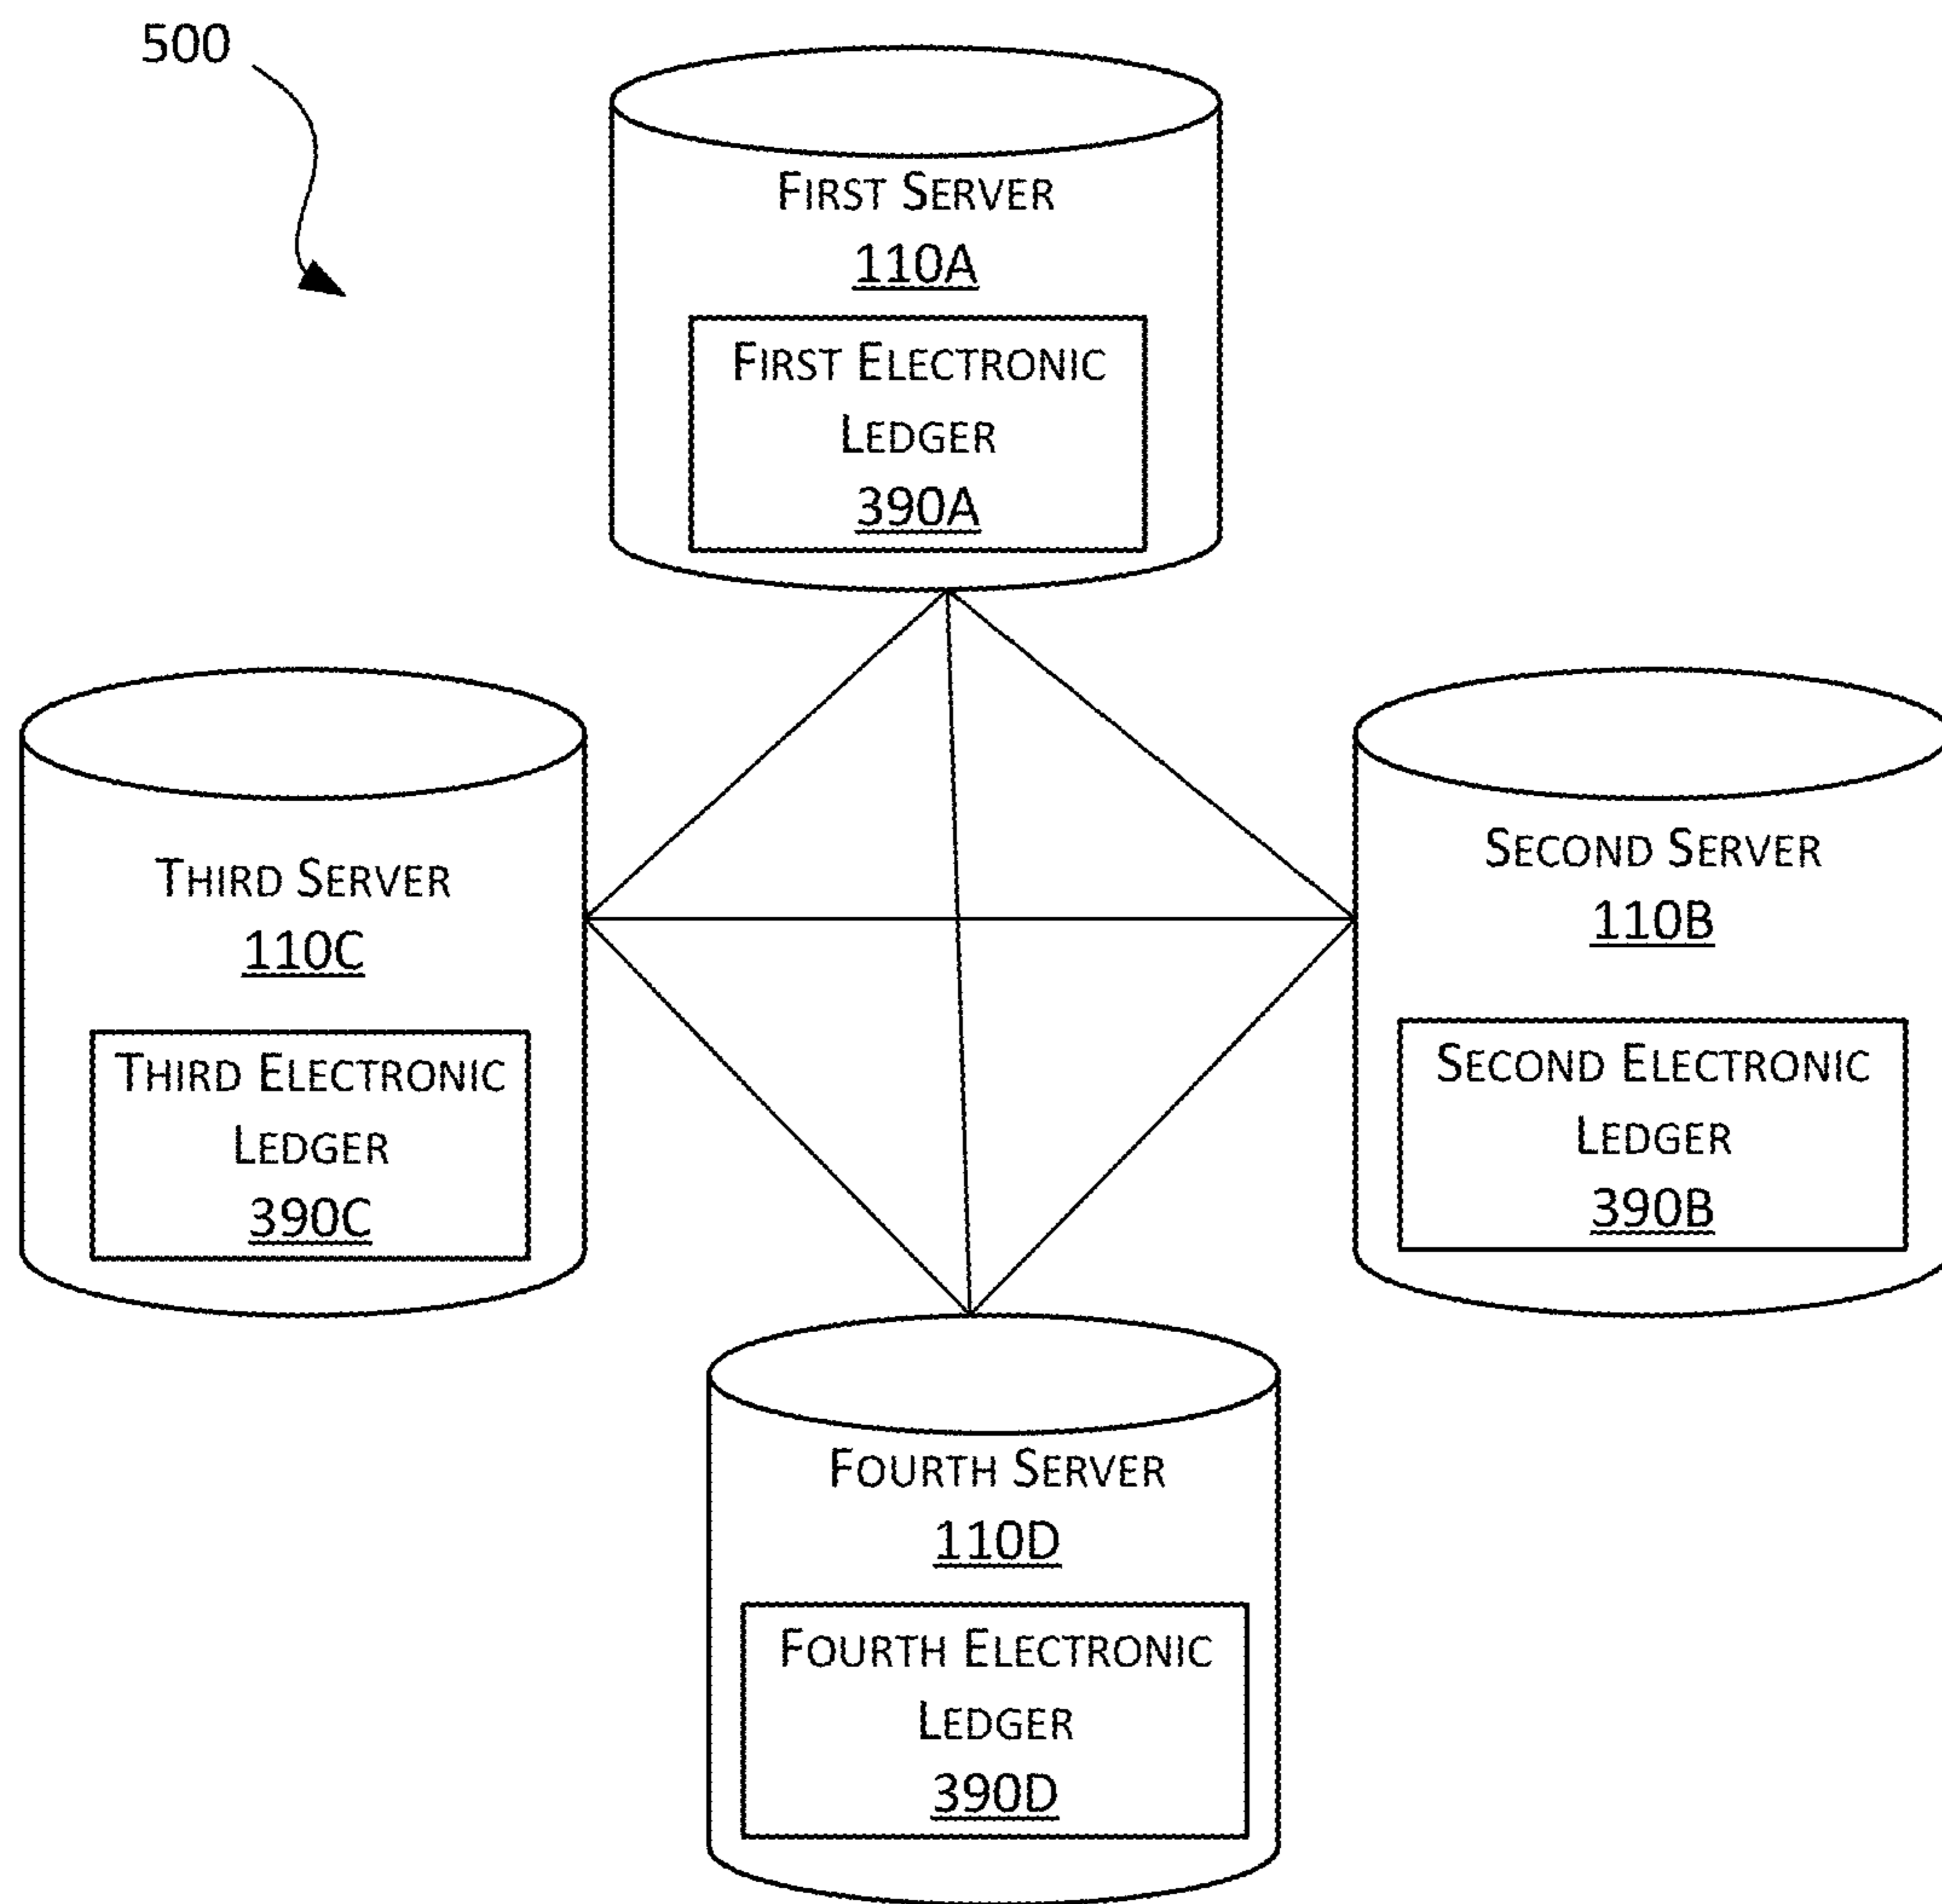 500
FIRST SERVER
110A
FIRST ELECTRONIC
LEDGER
390A
THIRD SERVER
110C
THIRD ELECTRONIC
LEDGER
390C
SECOND SERVER
110B
SECOND ELECTRONIC
LEDGER
390B
FOURTH SERVER
110D
FOURTH ELECTRONIC
LEDGER
390D